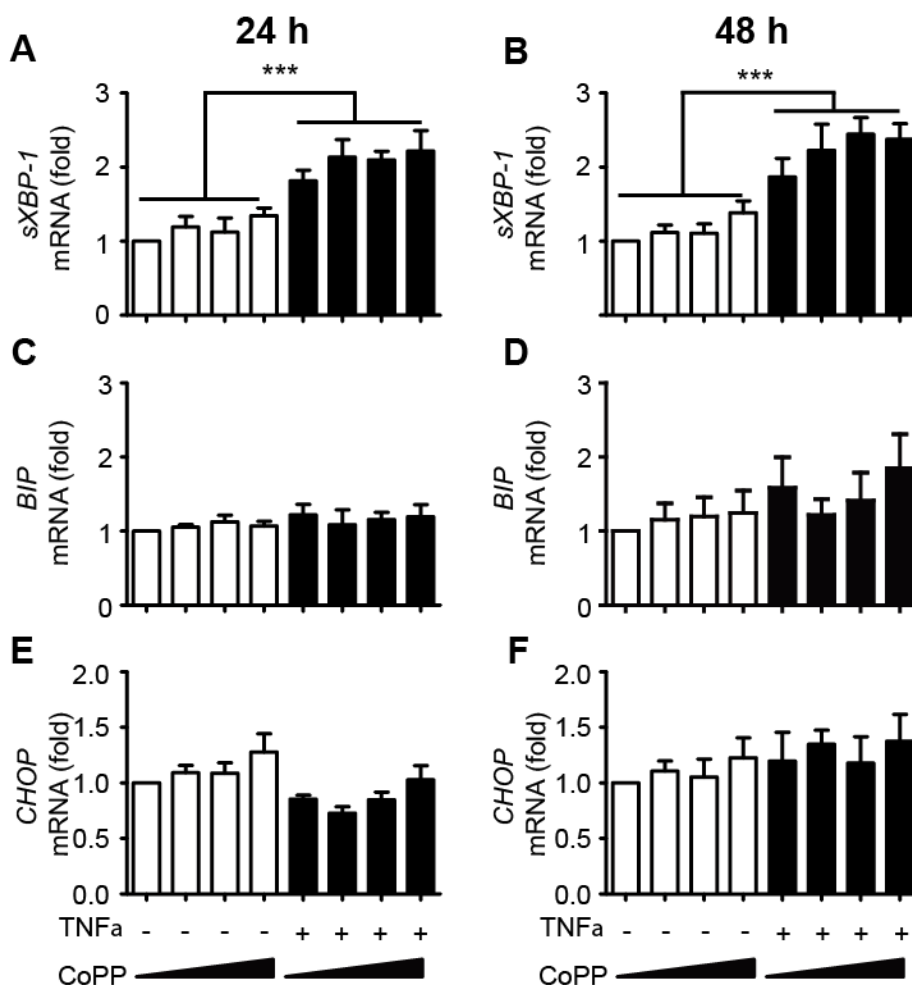 24 h
48 h
A
B
***
***
sXBP-1
mRNA (fold)
3
2
1
0
sXBP-1
mRNA (fold)
3
2
1
0
C
D
BIP
mRNA (fold)
3
2
1
0
BIP
mRNA (fold)
3
2
1
0
E
F
CHOP
mRNA (fold)
2.0
1.5
1.0
0.5
0.0
CHOP
mRNA (fold)
2.0
1.5
1.0
0.5
0.0
TNFa - - - - + + + +
TNFa - - - - + + + +
CoPP
CoPP